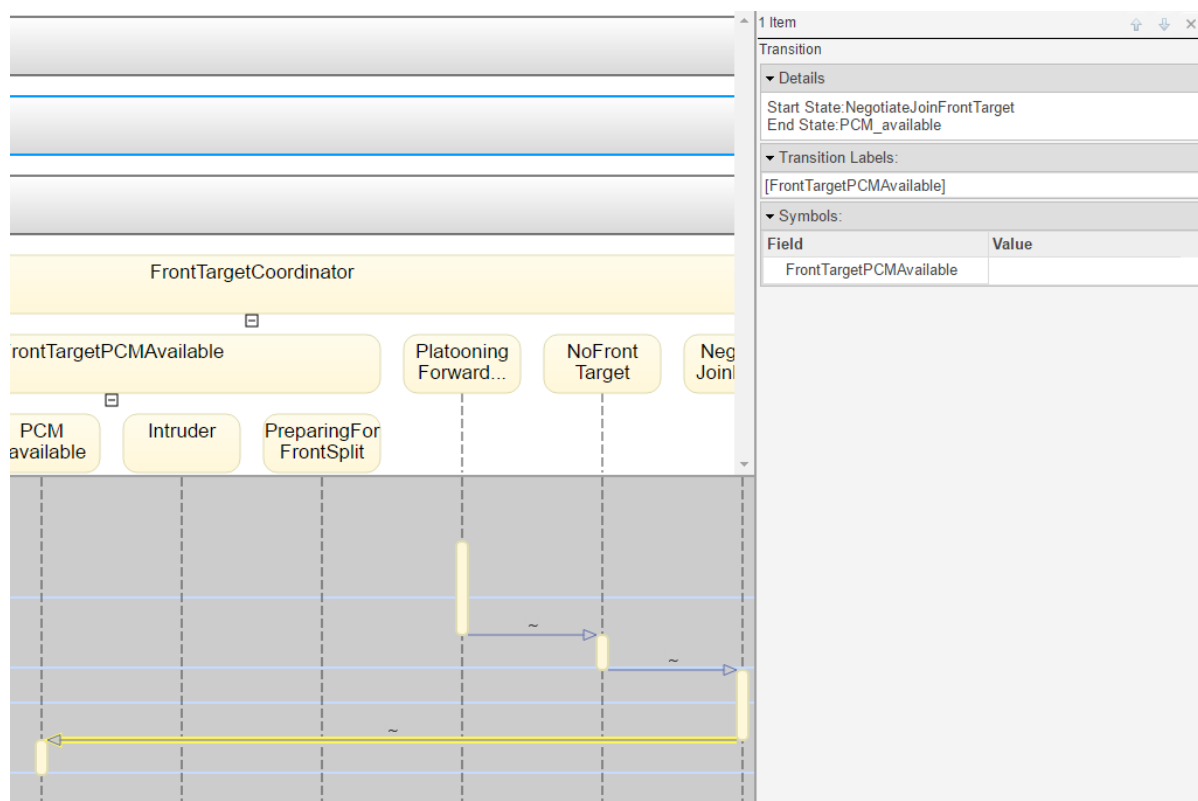 1 Item
Transition
Details
Start State:NegotiateJoinFrontTarget
End State:PCM_available
Transition Labels:
[FrontTargetPCMAvailable]
Symbols:
Field Value
FrontTargetPCMAvailable
FrontTargetCoordinator
rontTargetPCMAvailable
Platooning
Forward...
NoFront
Target
Neg
Join
PCM
available
Intruder
PreparingFor
FrontSplit
~
~
~